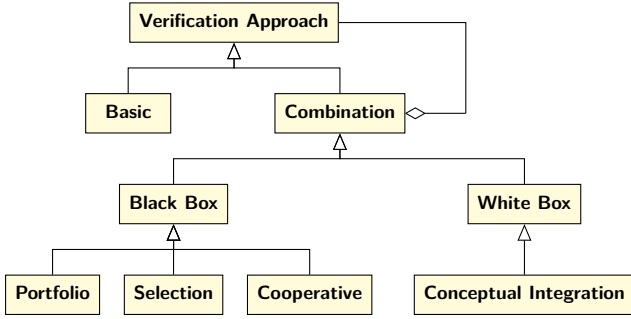 Verification Approach
Basic
Combination
Black Box
White Box
Portfolio
Selection
Cooperative
Conceptual Integration